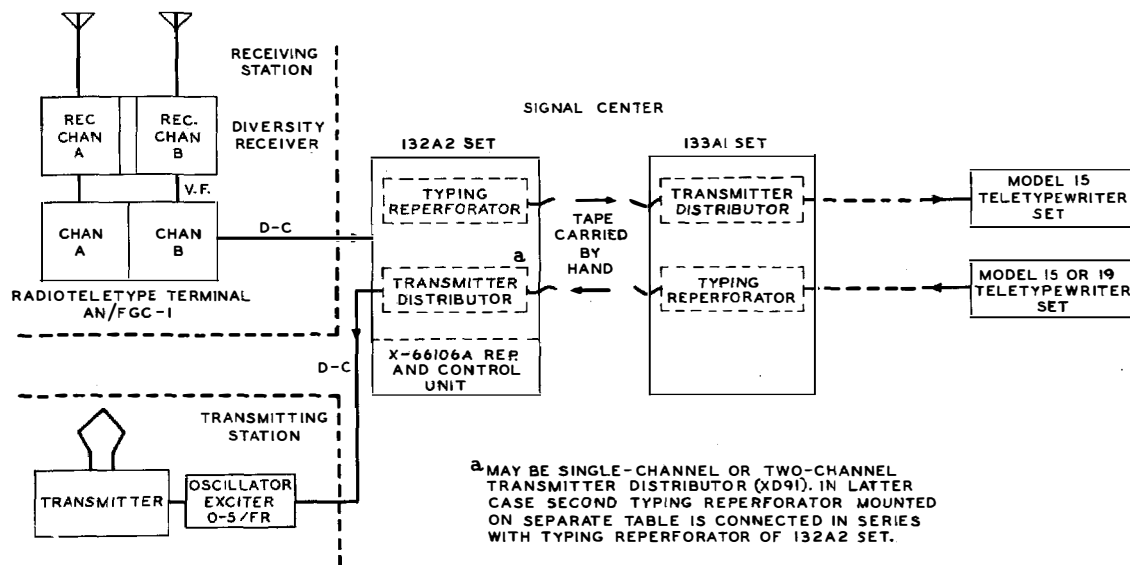 RECEIVING
STATION
SIGNAL CENTER
REC
CHAN
A
REC.
CHAN
B
DIVERSITY
RECEIVER
V.F.
CHAN
A
CHAN
B
D-C
RADIOTELETYPE TERMINAL
AN/FGC-1
132A2 SET
TYPING
REPERFORATOR
a
TRANSMITTER
DISTRIBUTOR
X-66106A REP.
AND CONTROL
UNIT
TAPE
CARRIED
BY
HAND
133A1 SET
TRANSMITTER
DISTRIBUTOR
TYPING
REPERFORATOR
MODEL 15
TELETYPEWRITER
SET
MODEL 15 OR 19
TELETYPEWRITER
SET
D-C
TRANSMITTING
STATION
TRANSMITTER
OSCILLATOR
EXCITER
O-5/FR
a MAY BE SINGLE-CHANNEL OR TWO-CHANNEL
TRANSMITTER DISTRIBUTOR (XD91). IN LATTER
CASE SECOND TYPING REPERFORATOR MOUNTED
ON SEPARATE TABLE IS CONNECTED IN SERIES
WITH TYPING REPERFORATOR OF 132A2 SET.